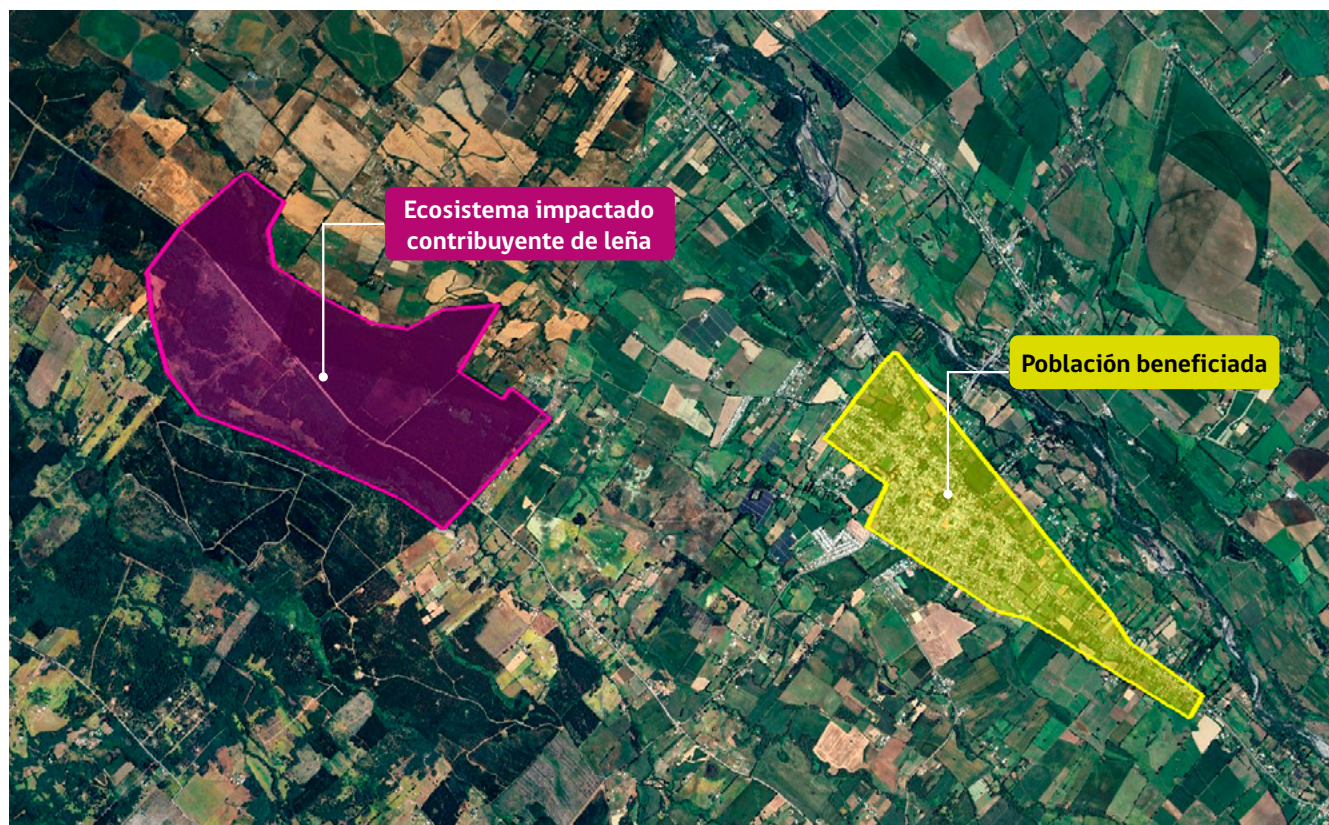 Ecosistema impactado
contribuyente de leña
Población beneficiada